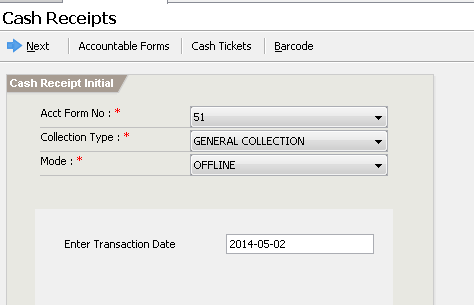 Cash Receipts
Next Accountable Forms Cash Tickets Barcode
Cash Receipt Initial
Acct Form No : * 51
Collection Type : * GENERAL COLLECTION
Mode : * OFFLINE
Enter Transaction Date 2014-05-02